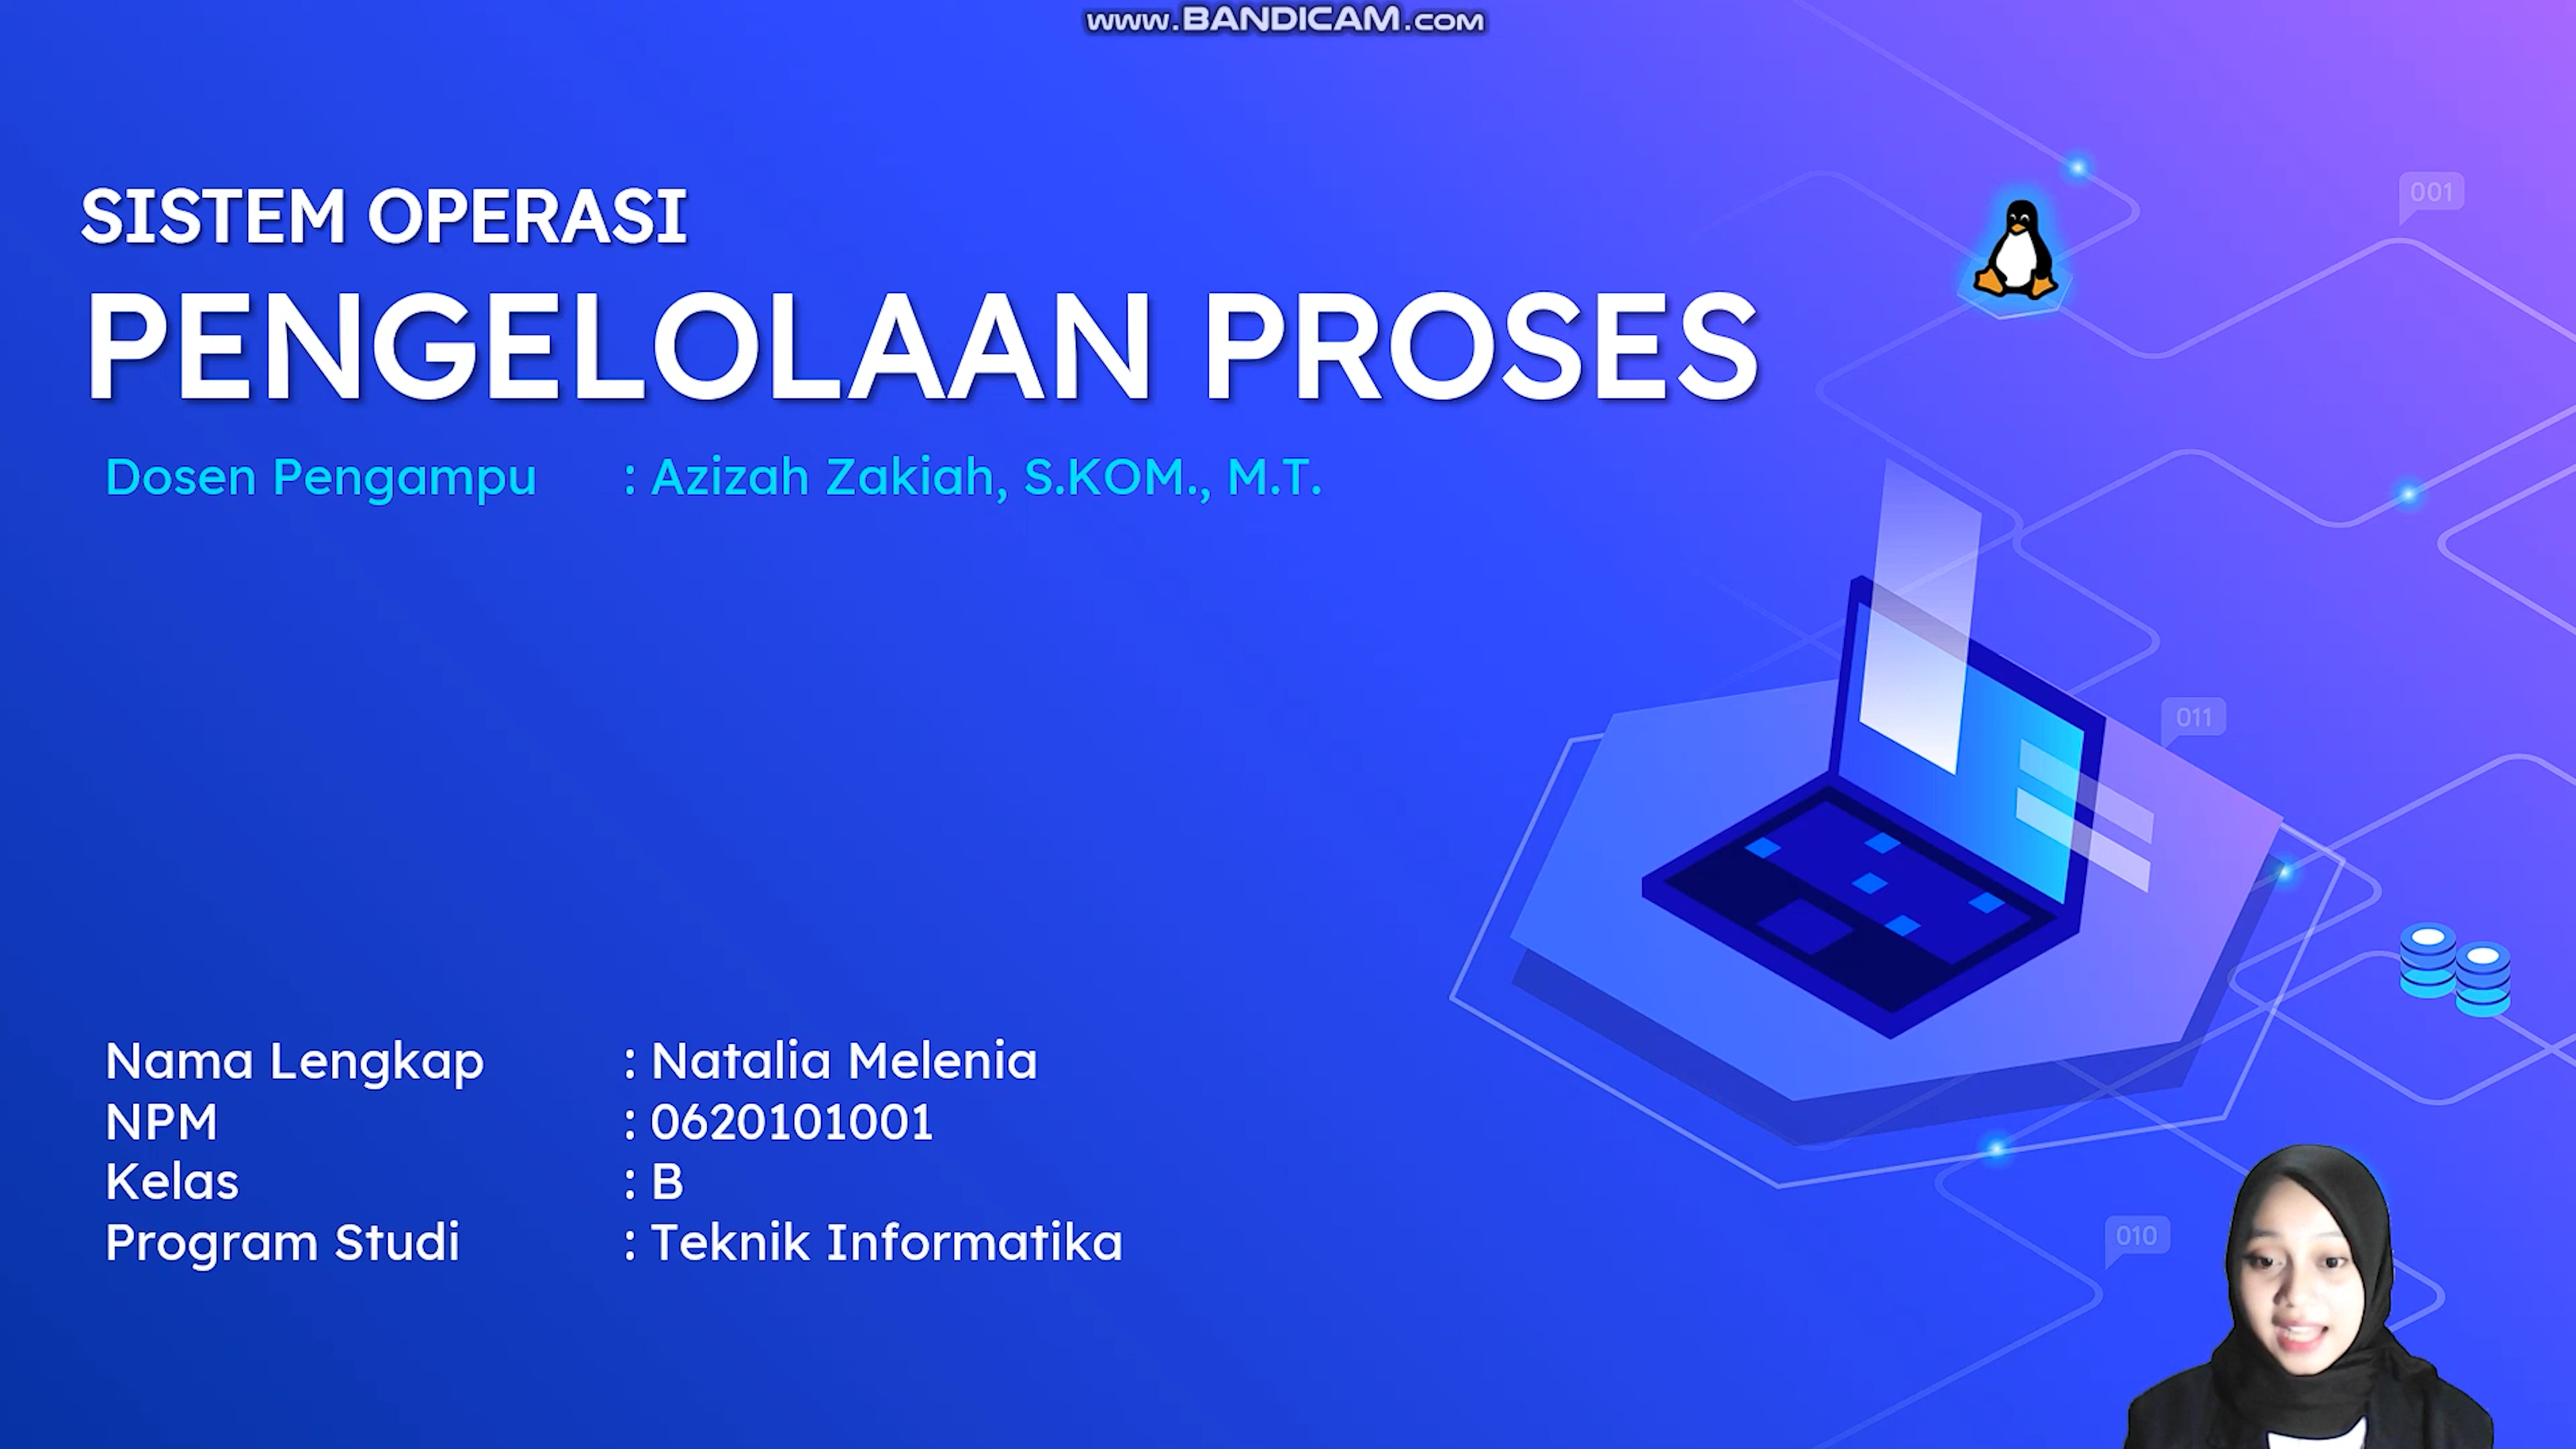 www.BANDICAM.com
SISTEM OPERASI
PENGELOLAAN PROSES
Dosen Pengampu : Azizah Zakiah, S.KOM., M.T.
Nama Lengkap : Natalia Melenia
NPM : 0620101001
Kelas : B
Program Studi : Teknik Informatika
001
011
010